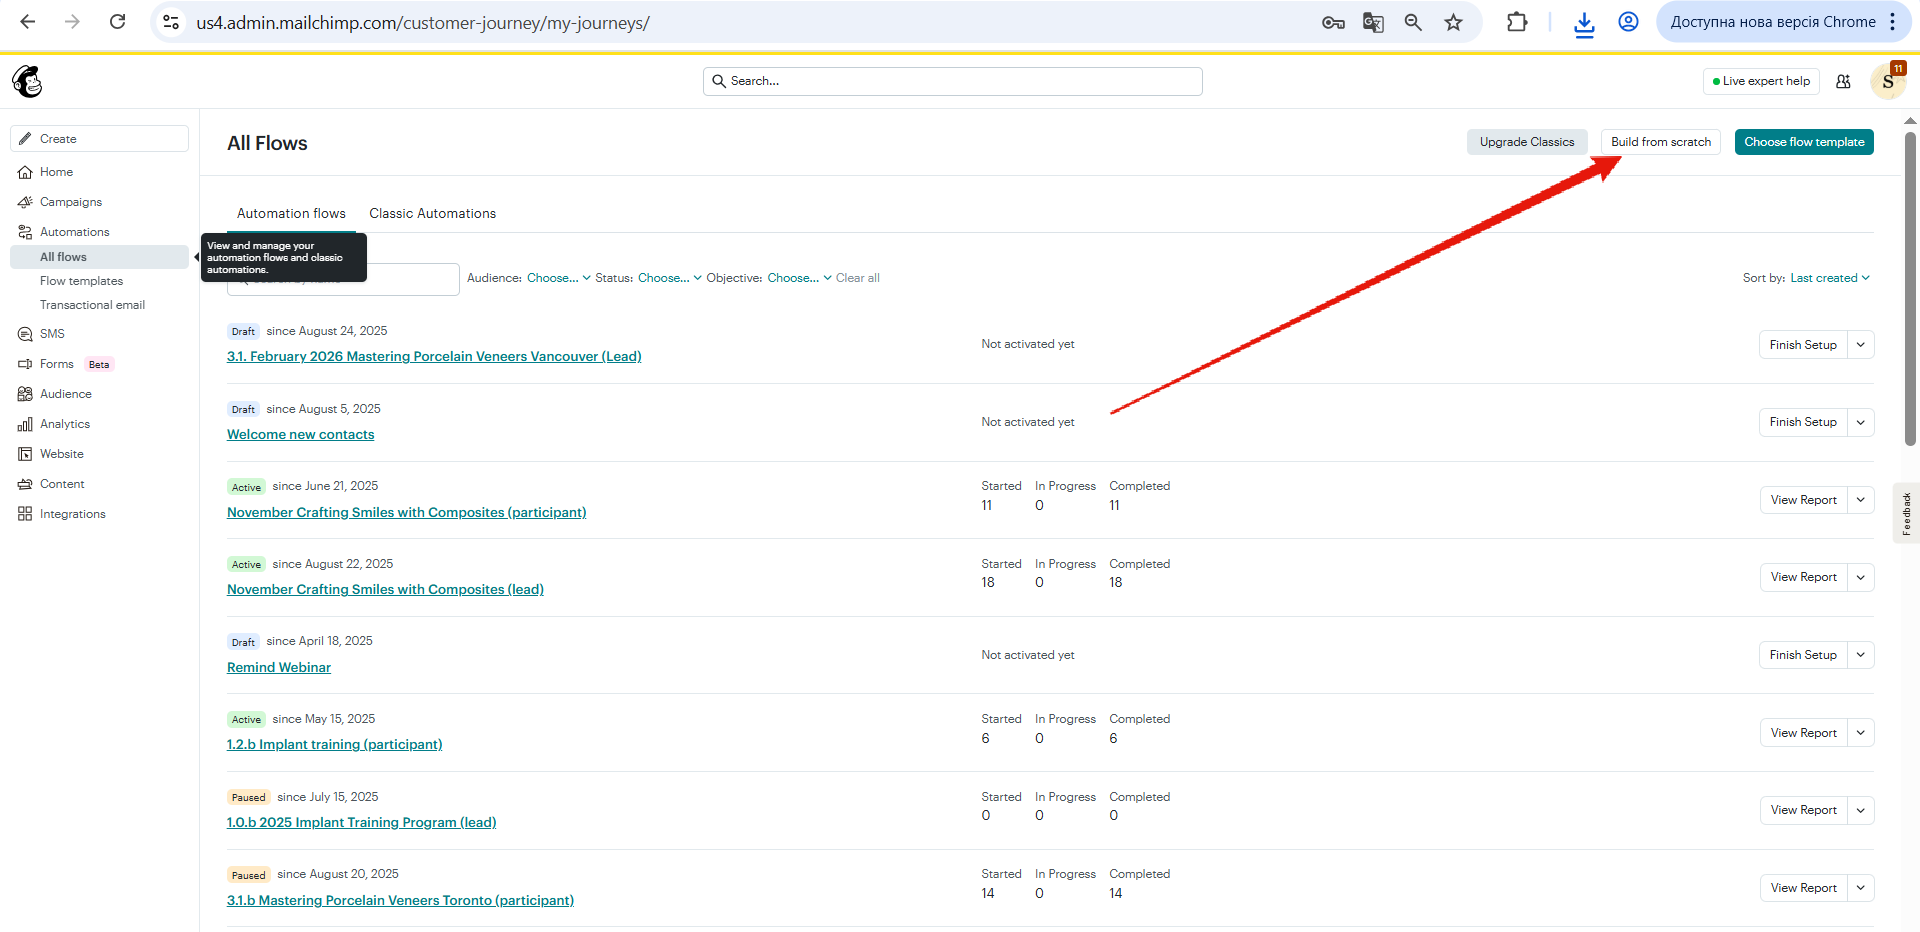 us4.admin.mailchimp.com/customer-journey/my-journeys/
Доступна нова версія Chrome
Search...
Live expert help
11
S
Create
Home
Campaigns
Automations
All flows
Flow templates
Transactional email
SMS
Forms Beta
Audience
Analytics
Website
Content
Integrations
View and manage your
automation flows and classic
automations.
All Flows
Upgrade Classics
Build from scratch
Choose flow template
Automation flows
Classic Automations
Audience: Choose... Status: Choose... Objective: Choose... Clear all
Sort by: Last created
Draft since August 24, 2025
3.1. February 2026 Mastering Porcelain Veneers Vancouver (Lead)
Not activated yet
Finish Setup
Draft since August 5, 2025
Welcome new contacts
Not activated yet
Finish Setup
Active since June 21, 2025
November Crafting Smiles with Composites (participant)
Started In Progress Completed
11 0 11
View Report
Active since August 22, 2025
November Crafting Smiles with Composites (lead)
Started In Progress Completed
18 0 18
View Report
Draft since April 18, 2025
Remind Webinar
Not activated yet
Finish Setup
Active since May 15, 2025
1.2.b Implant training (participant)
Started In Progress Completed
6 0 6
View Report
Paused since July 15, 2025
1.0.b 2025 Implant Training Program (lead)
Started In Progress Completed
0 0 0
View Report
Paused since August 20, 2025
3.1.b Mastering Porcelain Veneers Toronto (participant)
Started In Progress Completed
14 0 14
View Report
Feedback